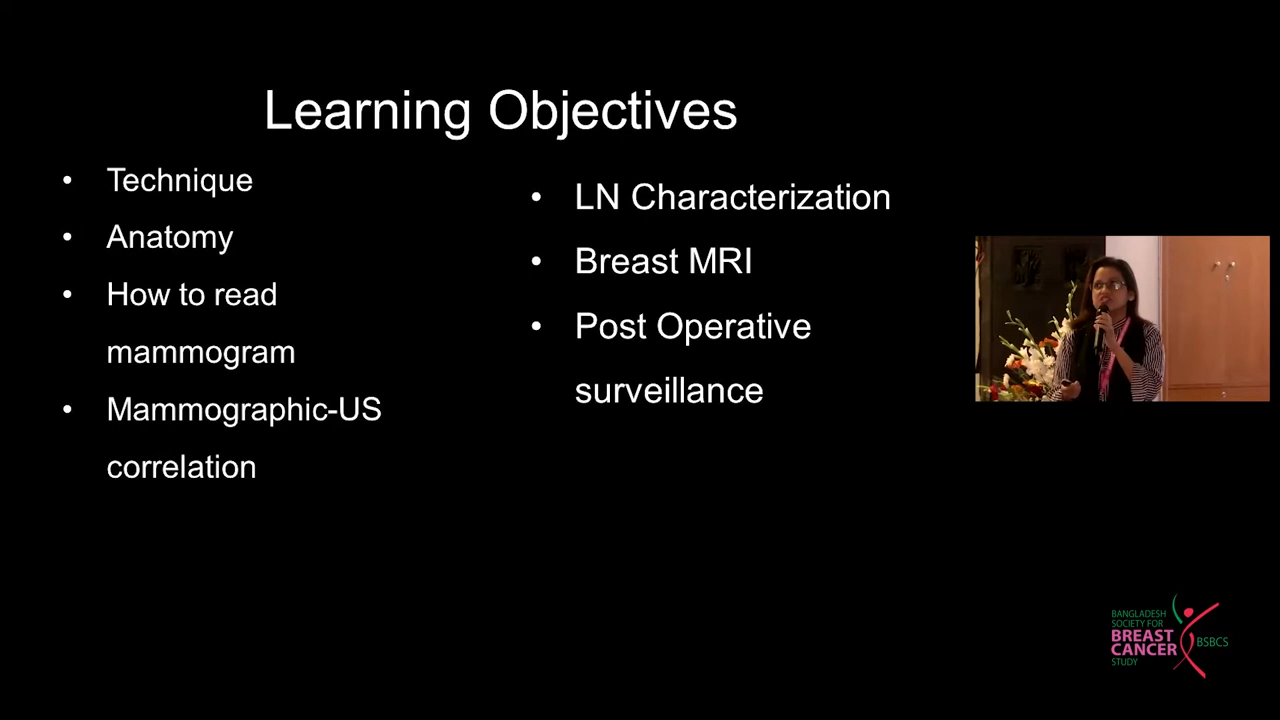 Learning Objectives
• Technique
• Anatomy
• How to read
mammogram
• Mammographic-US
correlation
• LN Characterization
• Breast MRI
• Post Operative
surveillance
BANGLADESH
SOCIETY FOR
BREAST
CANCER
STUDY
BSBCS